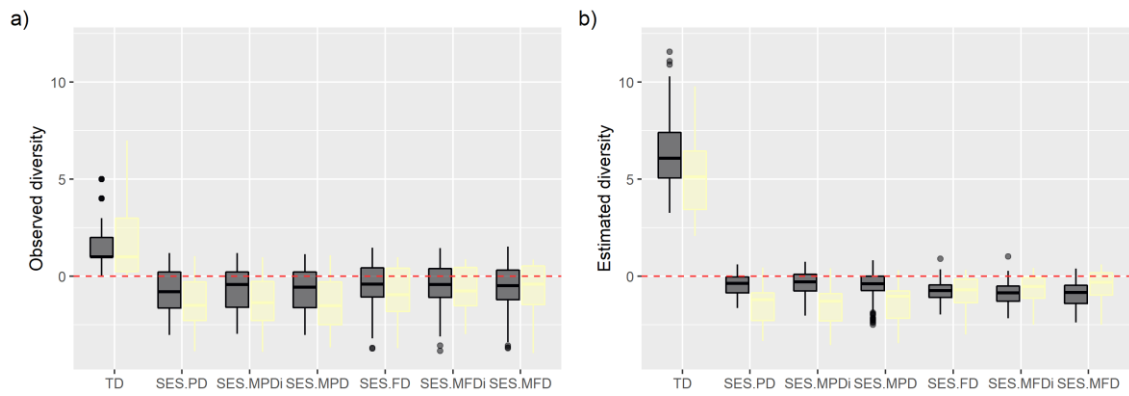 a)
Observed diversity
10
5
0
TD SES.PD SES.MPDi SES.MPD SES.FD SES.MFDi SES.MFD
b)
Estimated diversity
10
5
0
TD SES.PD SES.MPDi SES.MPD SES.FD SES.MFDi SES.MFD